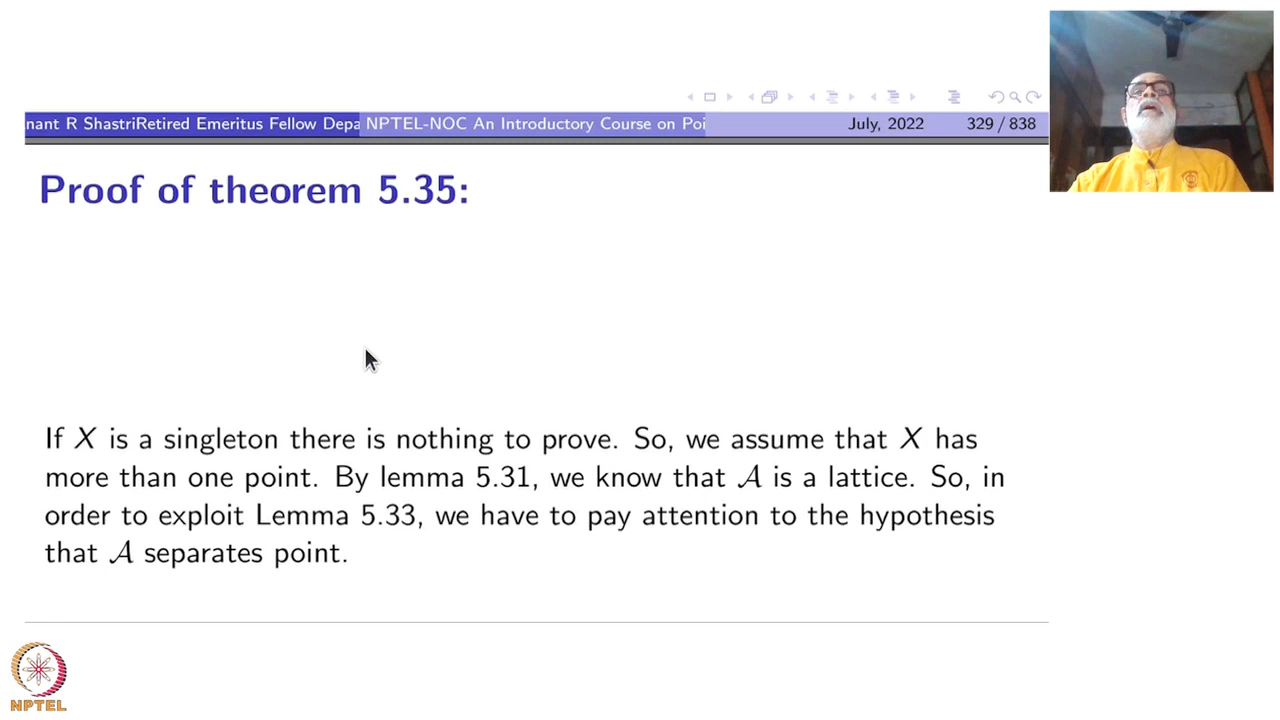 nant R ShastriRetired Emeritus Fellow Depa NPTEL-NOC An Introductory Course on Poi July, 2022 329 / 838
Proof of theorem 5.35:
If X is a singleton there is nothing to prove. So, we assume that X has
more than one point. By lemma 5.31, we know that 𝒜 is a lattice. So, in
order to exploit Lemma 5.33, we have to pay attention to the hypothesis
that 𝒜 separates point.
NPTEL